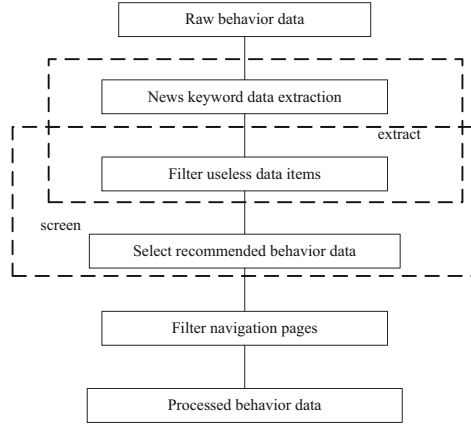 Raw behavior data
News keyword data extraction
extract
Filter useless data items
screen
Select recommended behavior data
Filter navigation pages
Processed behavior data